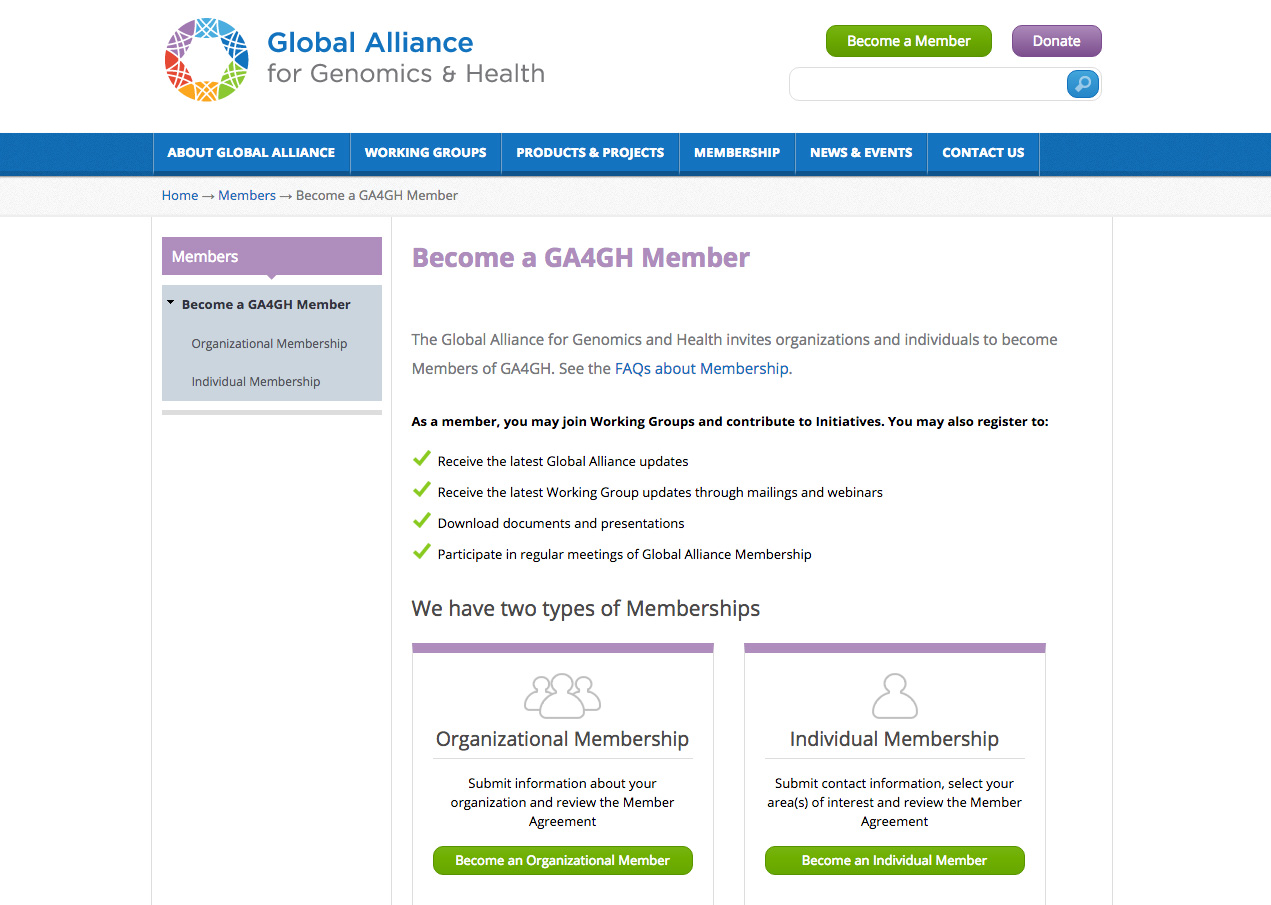 Global Alliance
for Genomics & Health
Become a Member
Donate
ABOUT GLOBAL ALLIANCE
WORKING GROUPS
PRODUCTS & PROJECTS
MEMBERSHIP
NEWS & EVENTS
CONTACT US
Home → Members → Become a GA4GH Member
Members
Become a GA4GH Member
Organizational Membership
Individual Membership
Become a GA4GH Member
The Global Alliance for Genomics and Health invites organizations and individuals to become
Members of GA4GH. See the FAQs about Membership.
As a member, you may join Working Groups and contribute to Initiatives. You may also register to:
Receive the latest Global Alliance updates
Receive the latest Working Group updates through mailings and webinars
Download documents and presentations
Participate in regular meetings of Global Alliance Membership
We have two types of Memberships
Organizational Membership
Submit information about your
organization and review the Member
Agreement
Become an Organizational Member
Individual Membership
Submit contact information, select your
area(s) of interest and review the Member
Agreement
Become an Individual Member